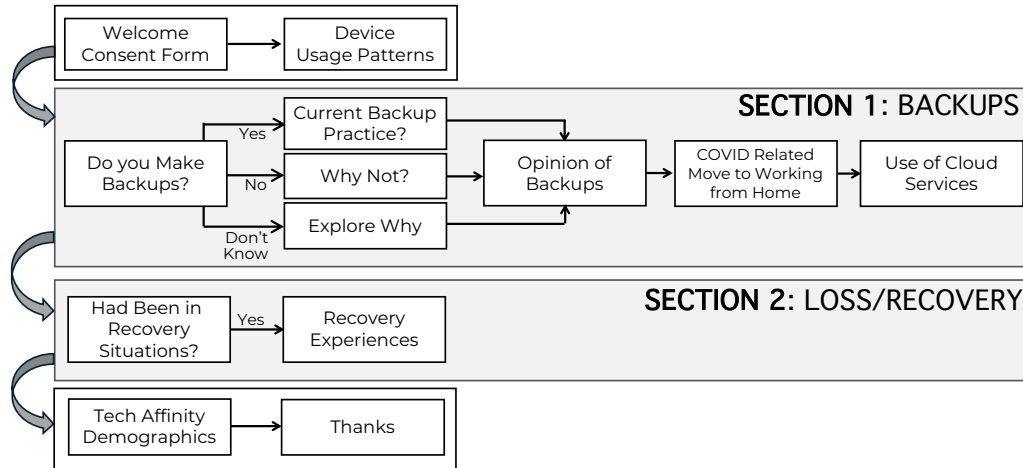 Welcome
Consent Form
Device
Usage Patterns
SECTION 1: BACKUPS
Do you Make
Backups?
Yes
No
Don't
Know
Current Backup
Practice?
Why Not?
Explore Why
Opinion of
Backups
COVID Related
Move to Working
from Home
Use of Cloud
Services
SECTION 2: LOSS/RECOVERY
Had Been in
Recovery
Situations?
Yes
Recovery
Experiences
Tech Affinity
Demographics
Thanks